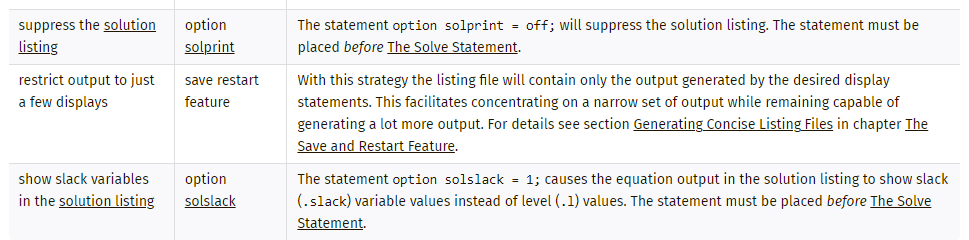 suppress the solution
listing
option
solprint
The statement option solprint = off; will suppress the solution listing. The statement must be
placed before The Solve Statement.
restrict output to just
a few displays
save restart
feature
With this strategy the listing file will contain only the output generated by the desired display
statements. This facilitates concentrating on a narrow set of output while remaining capable of
generating a lot more output. For details see section Generating Concise Listing Files in chapter The
Save and Restart Feature.
show slack variables
in the solution listing
option
solslack
The statement option solslack = 1; causes the equation output in the solution listing to show slack
(.slack) variable values instead of level (.l) values. The statement must be placed before The Solve
Statement.